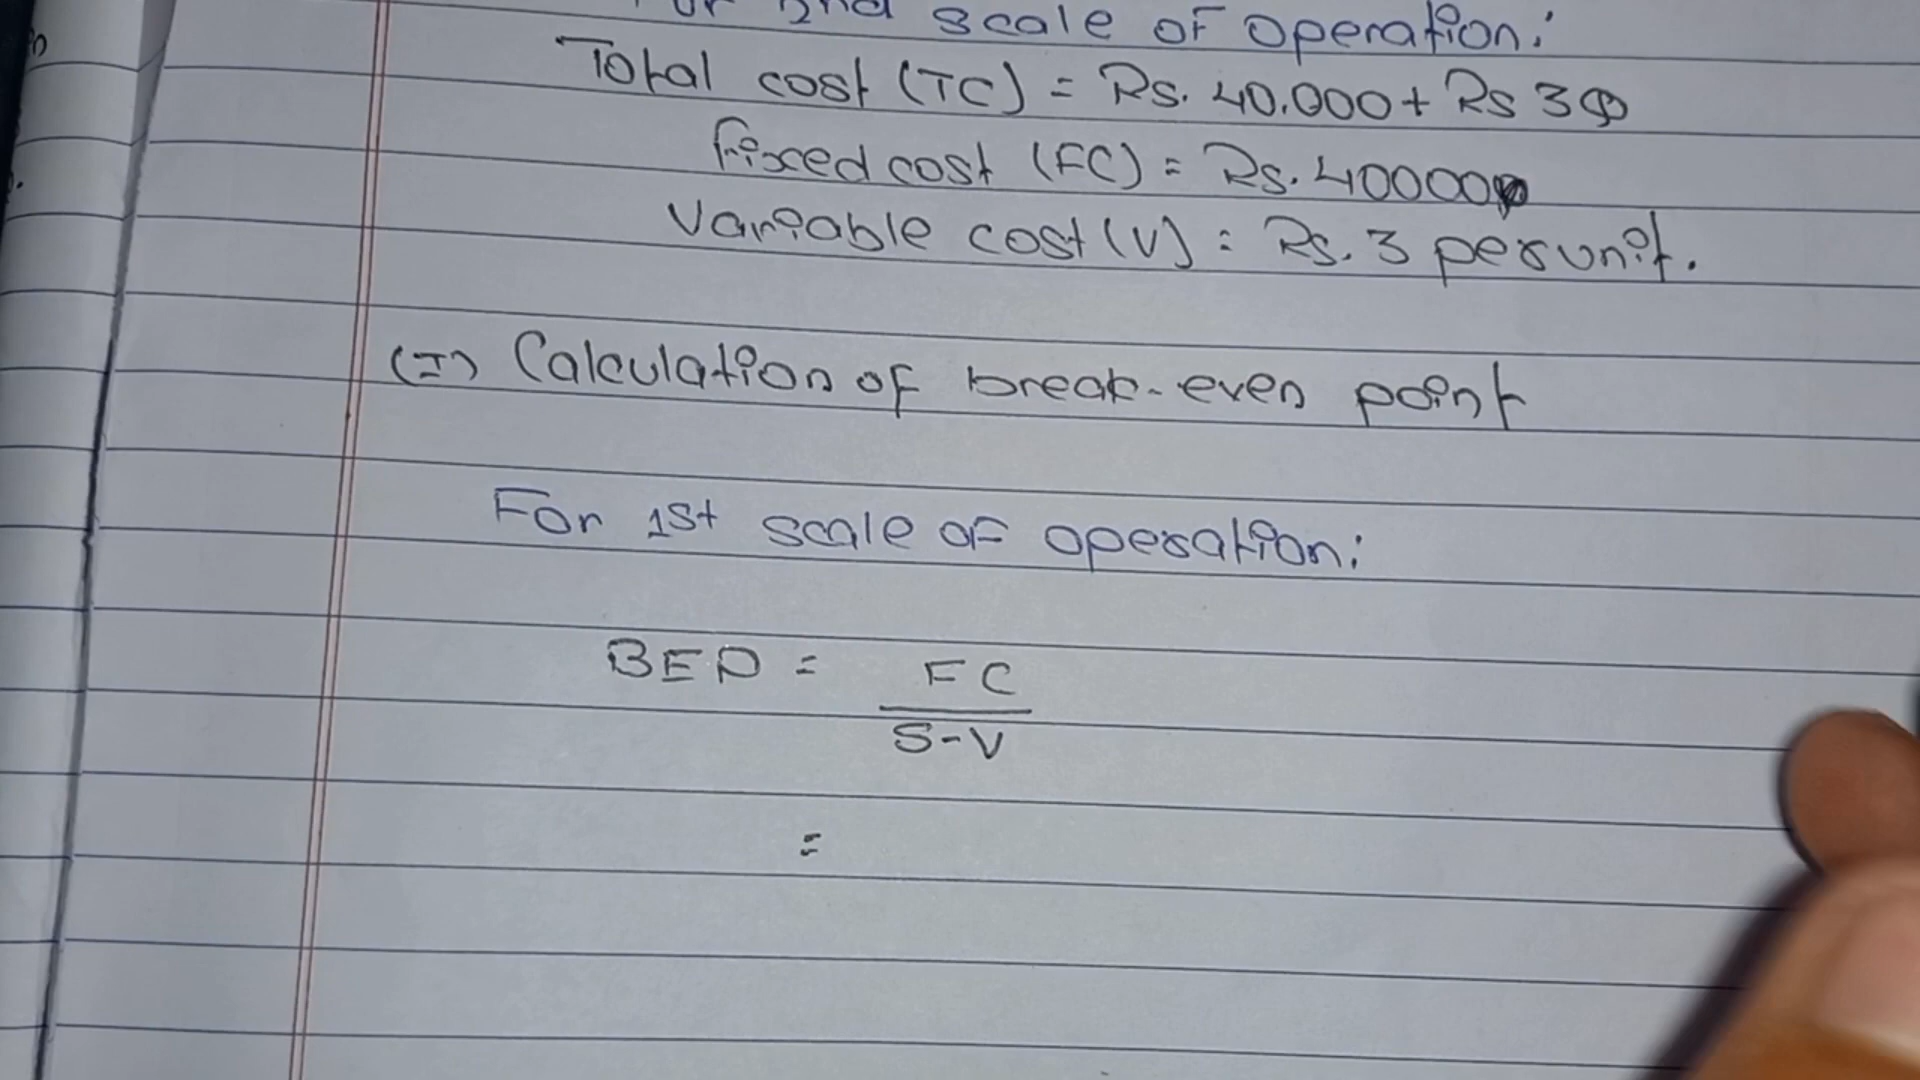 2nd scale of operation:
Total cost (TC) = Rs. 40.000 + Rs 3Q
Fixed cost (FC) = Rs. 40000
Variable cost (V) = Rs. 3 per unit.
(I) Calculation of break-even point
For 1st scale of operation:
BEP = FC
S-V
=